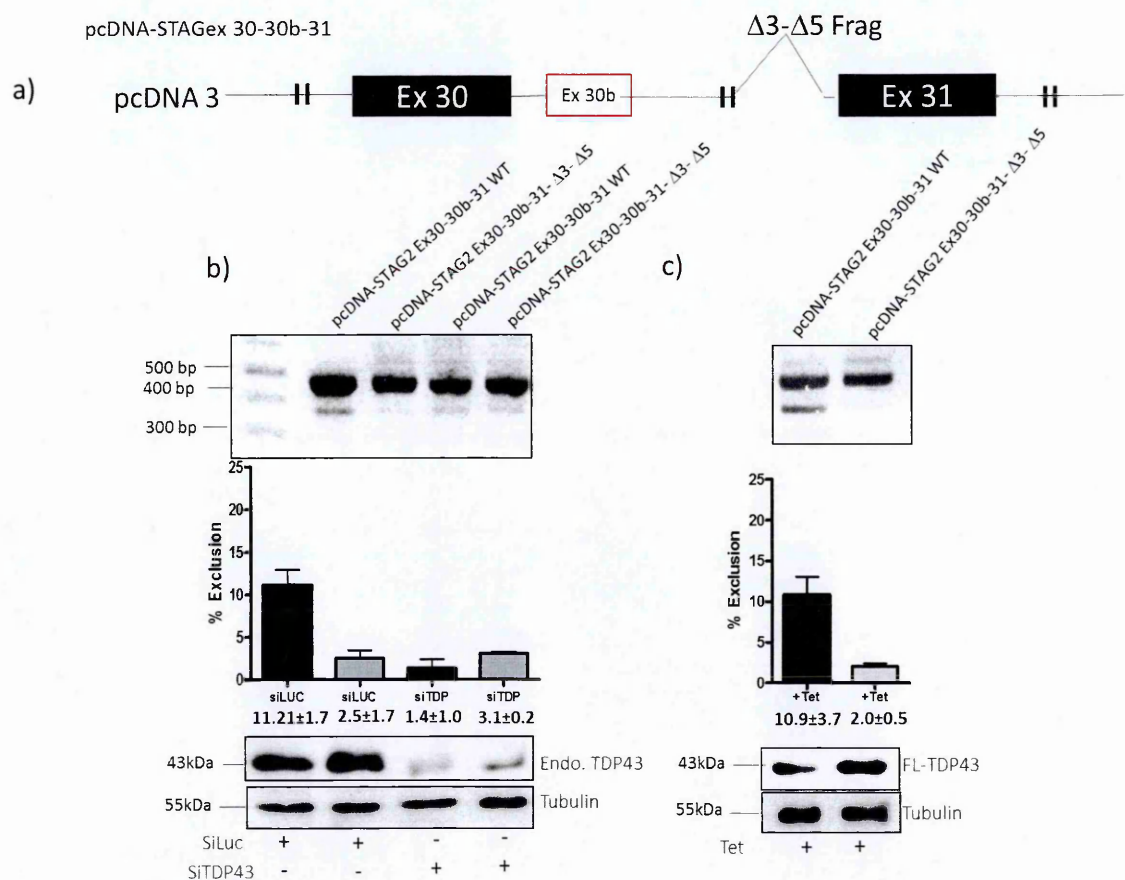 pcDNA-STAGex 30-30b-31
Δ3-Δ5 Frag
a)
pcDNA 3
Ex 30
Ex 30b
Ex 31
b)
pcDNA-STAG2 Ex30-30b-31 WT
pcDNA-STAG2 Ex30-30b-31- Δ3- Δ5
pcDNA-STAG2 Ex30-30b-31 WT
pcDNA-STAG2 Ex30-30b-31- Δ3- Δ5
c)
pcDNA-STAG2 Ex30-30b-31 WT
pcDNA-STAG2 Ex30-30b-31- Δ3- Δ5
500 bp
400 bp
300 bp
% Exclusion
25
20
15
10
5
0
siLUC
siLUC
siTDP
siTDP
11.21±1.7
2.5±1.7
1.4±1.0
3.1±0.2
% Exclusion
25
20
15
10
5
0
+Tet
+Tet
10.9±3.7
2.0±0.5
43kDa
Endo. TDP43
55kDa
Tubulin
SiLuc
+ + - -
SiTDP43
- - + +
43kDa
FL-TDP43
55kDa
Tubulin
Tet
+ +